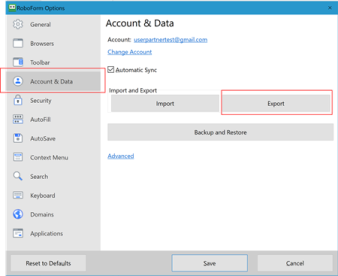 RoboForm Options
General
Browsers
Toolbar
Account & Data
Security
AutoFill
AutoSave
Context Menu
Search
Keyboard
Domains
Applications
Account & Data
Account: userpartnertest@gmail.com
Change Account
Automatic Sync
Import and Export
Import Export
Backup and Restore
Advanced
Reset to Defaults Save Cancel